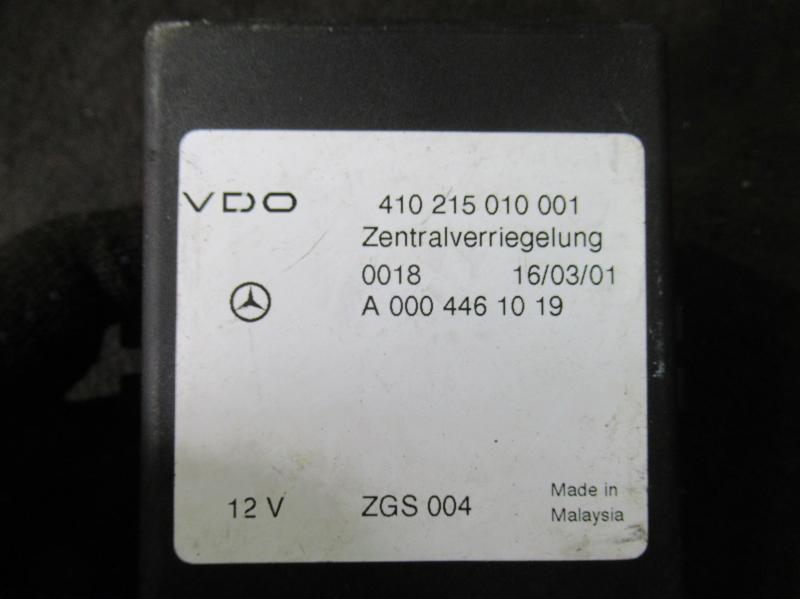 VDO 410 215 010 001
Zentralverriegelung
0018 16/03/01
A 000 446 10 19
12 V ZGS 004 Made in
Malaysia